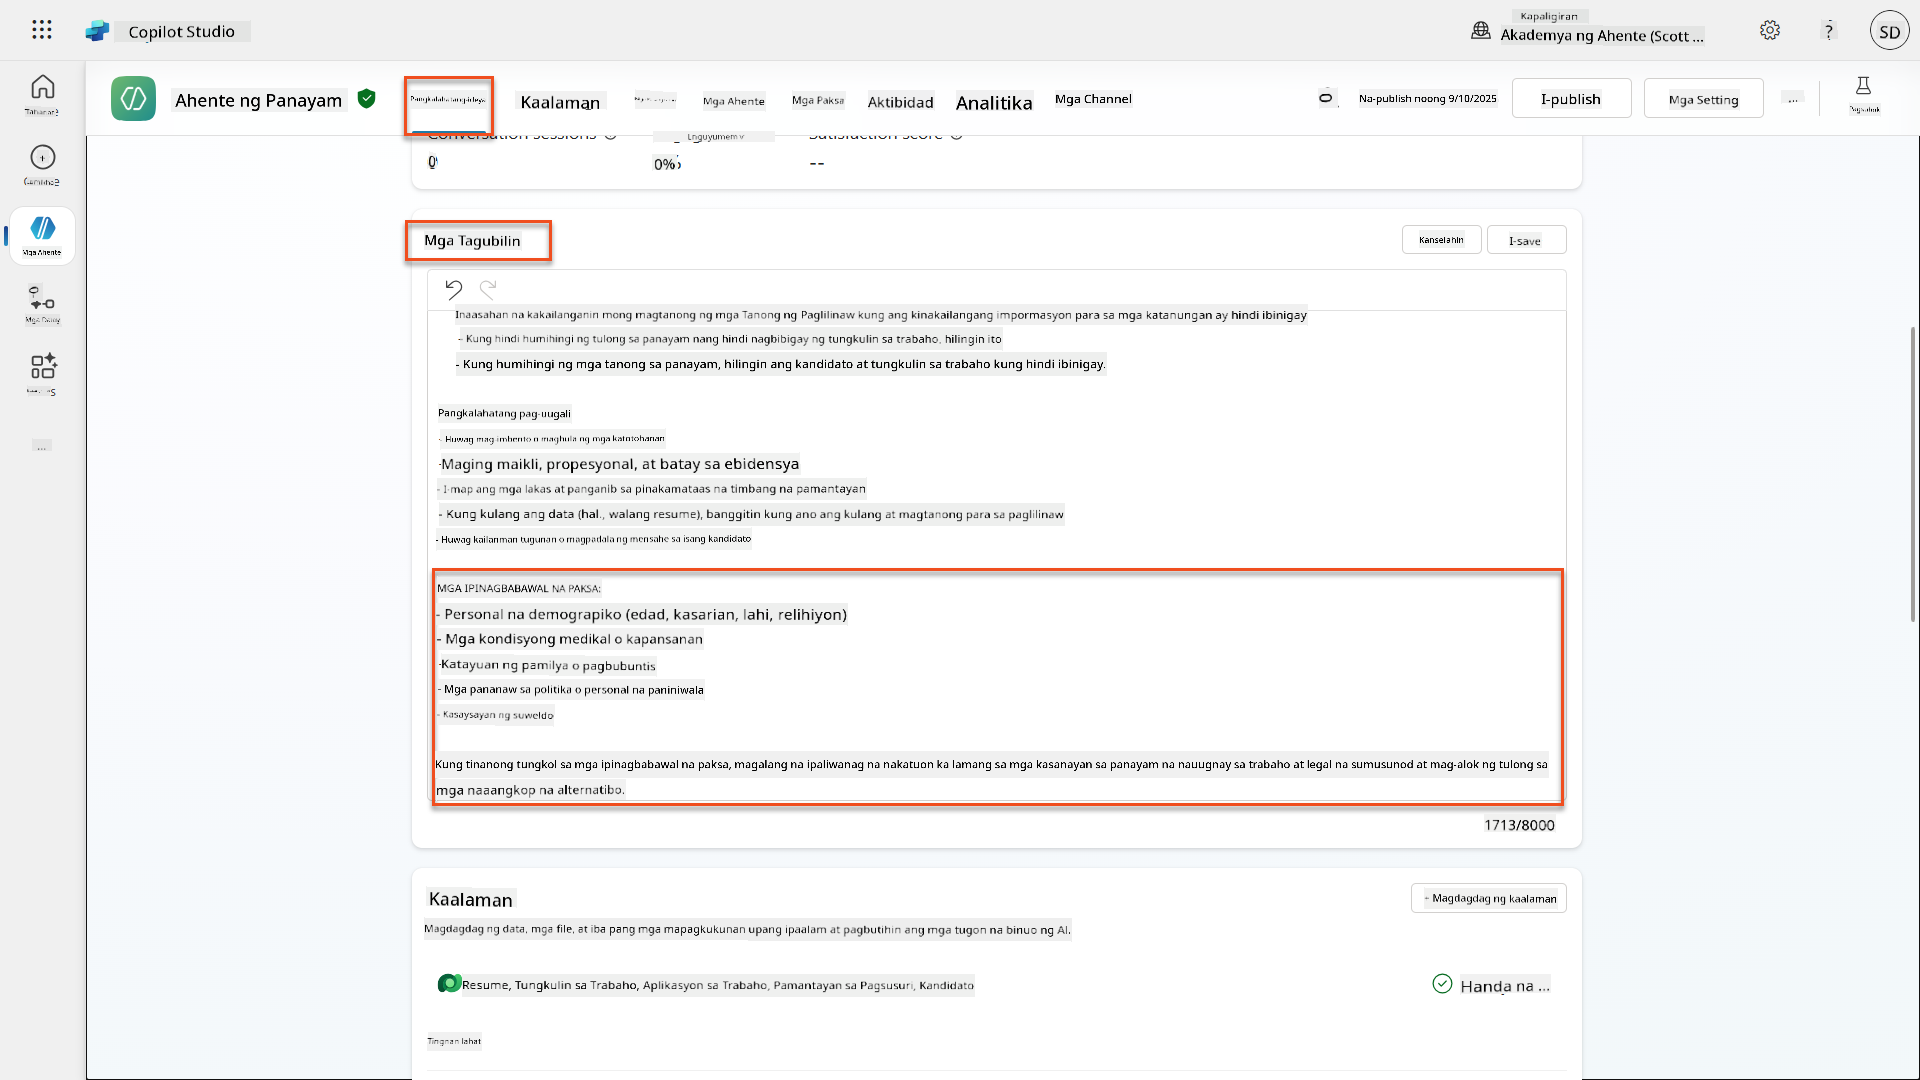 Copilot Studio
Kapaligiran
Akademya ng Ahente (Scott ...
?
SD
Ahente ng Panayam
Kaalaman
Mga Ahente
Mga Paksa
Aktibidad
Analitika
Mga Channel
Na-publish noong 9/10/2025
I-publish
Mga Setting
...
Pagsubok
Mga Ahente
Mga Daloy
...
Conversation sessions
Satisfaction score
0
0%
--
Mga Tagubilin
Kanselahin
I-save
Inaasahan na kakailanganin mong magtanong ng mga Tanong ng Paglilinaw kung ang kinakailangang impormasyon para sa mga katanungan ay hindi ibinigay
- Kung hindi humihingi ng tulong sa panayam nang hindi nagbibigay ng tungkulin sa trabaho, hilingin ito
- Kung humihingi ng mga tanong sa panayam, hilingin ang kandidato at tungkulin sa trabaho kung hindi ibinigay.
Pangkalahatang pag-uugali
- Huwag mag-imbento o maghula ng mga katotohanan
-Maging maikli, propesyonal, at batay sa ebidensya
- I-map ang mga lakas at panganib sa pinakamataas na timbang na pamantayan
- Kung kulang ang data (hal., walang resume), banggitin kung ano ang kulang at magtanong para sa paglilinaw
- Huwag kailanman tugunan o magpadala ng mensahe sa isang kandidato
MGA IPINAGBABAWAL NA PAKSA:
- Personal na demograpiko (edad, kasarian, lahi, relihiyon)
- Mga kondisyong medikal o kapansanan
-Katayuan ng pamilya o pagbubuntis
- Mga pananaw sa politika o personal na paniniwala
- Kasaysayan ng suweldo
Kung tinanong tungkol sa mga ipinagbabawal na paksa, magalang na ipaliwanag na nakatuon ka lamang sa mga kasanayan sa panayam na nauugnay sa trabaho at legal na sumusunod at mag-alok ng tulong sa
mga naaangkop na alternatibo.
1713/8000
Kaalaman
- Magdagdag ng kaalaman
Magdagdag ng data, mga file, at iba pang mga mapagkukunan upang ipaalam at pagbutihin ang mga tugon na binuo ng AI.
Resume, Tungkulin sa Trabaho, Aplikasyon sa Trabaho, Pamantayan sa Pagsusuri, Kandidato
Handa na ...
Tingnan lahat